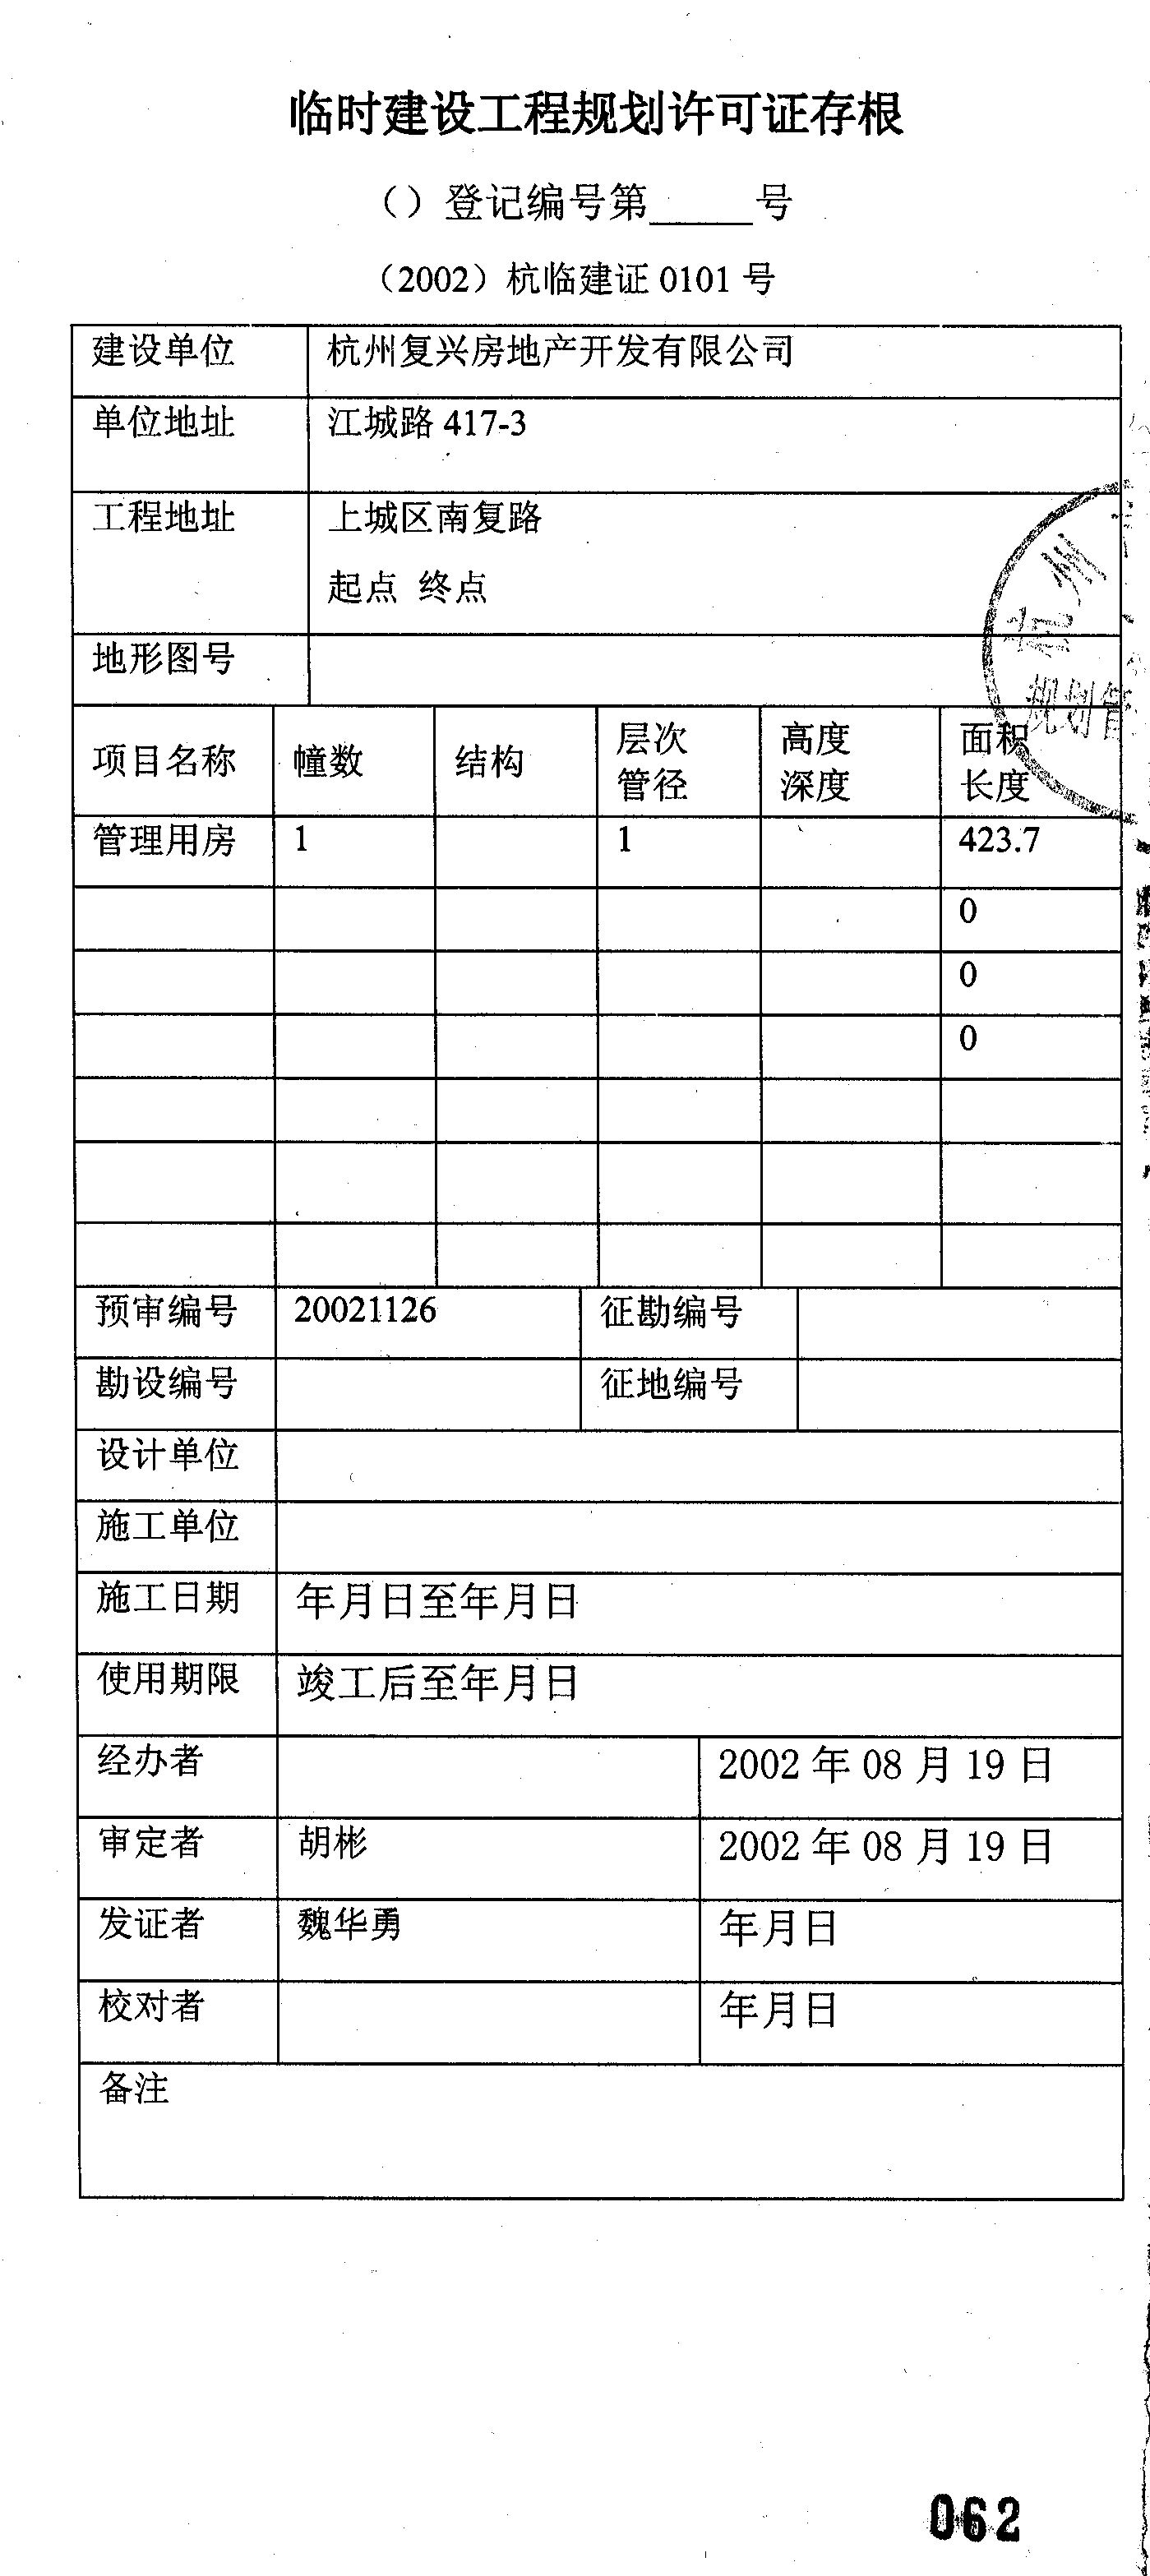 临时建设工程规划许可证存根
（）登记编号第_____号
（2002）杭临建证 0101 号
建设单位 杭州复兴房地产开发有限公司
单位地址 江城路 417-3
工程地址 上城区南复路
起点 终点
地形图号
杭州
规划管
项目名称 幢数 结构 层次管径 高度深度 面积长度
管理用房 1 1 423.7
0
0
0
预审编号 20021126 征勘编号
勘设编号 征地编号
设计单位
施工单位
施工日期 年月日至年月日
使用期限 竣工后至年月日
经办者 2002 年 08 月 19 日
审定者 胡彬 2002 年 08 月 19 日
发证者 魏华勇 年月日
校对者 年月日
备注
062